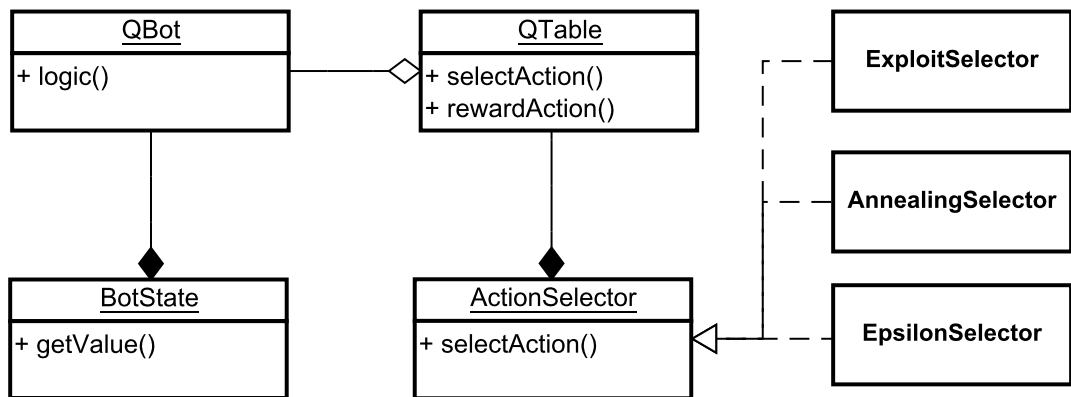 QBot
+ logic()
QTable
+ selectAction()
+ rewardAction()
ExploitSelector
AnnealingSelector
BotState
+ getValue()
ActionSelector
+ selectAction()
EpsilonSelector